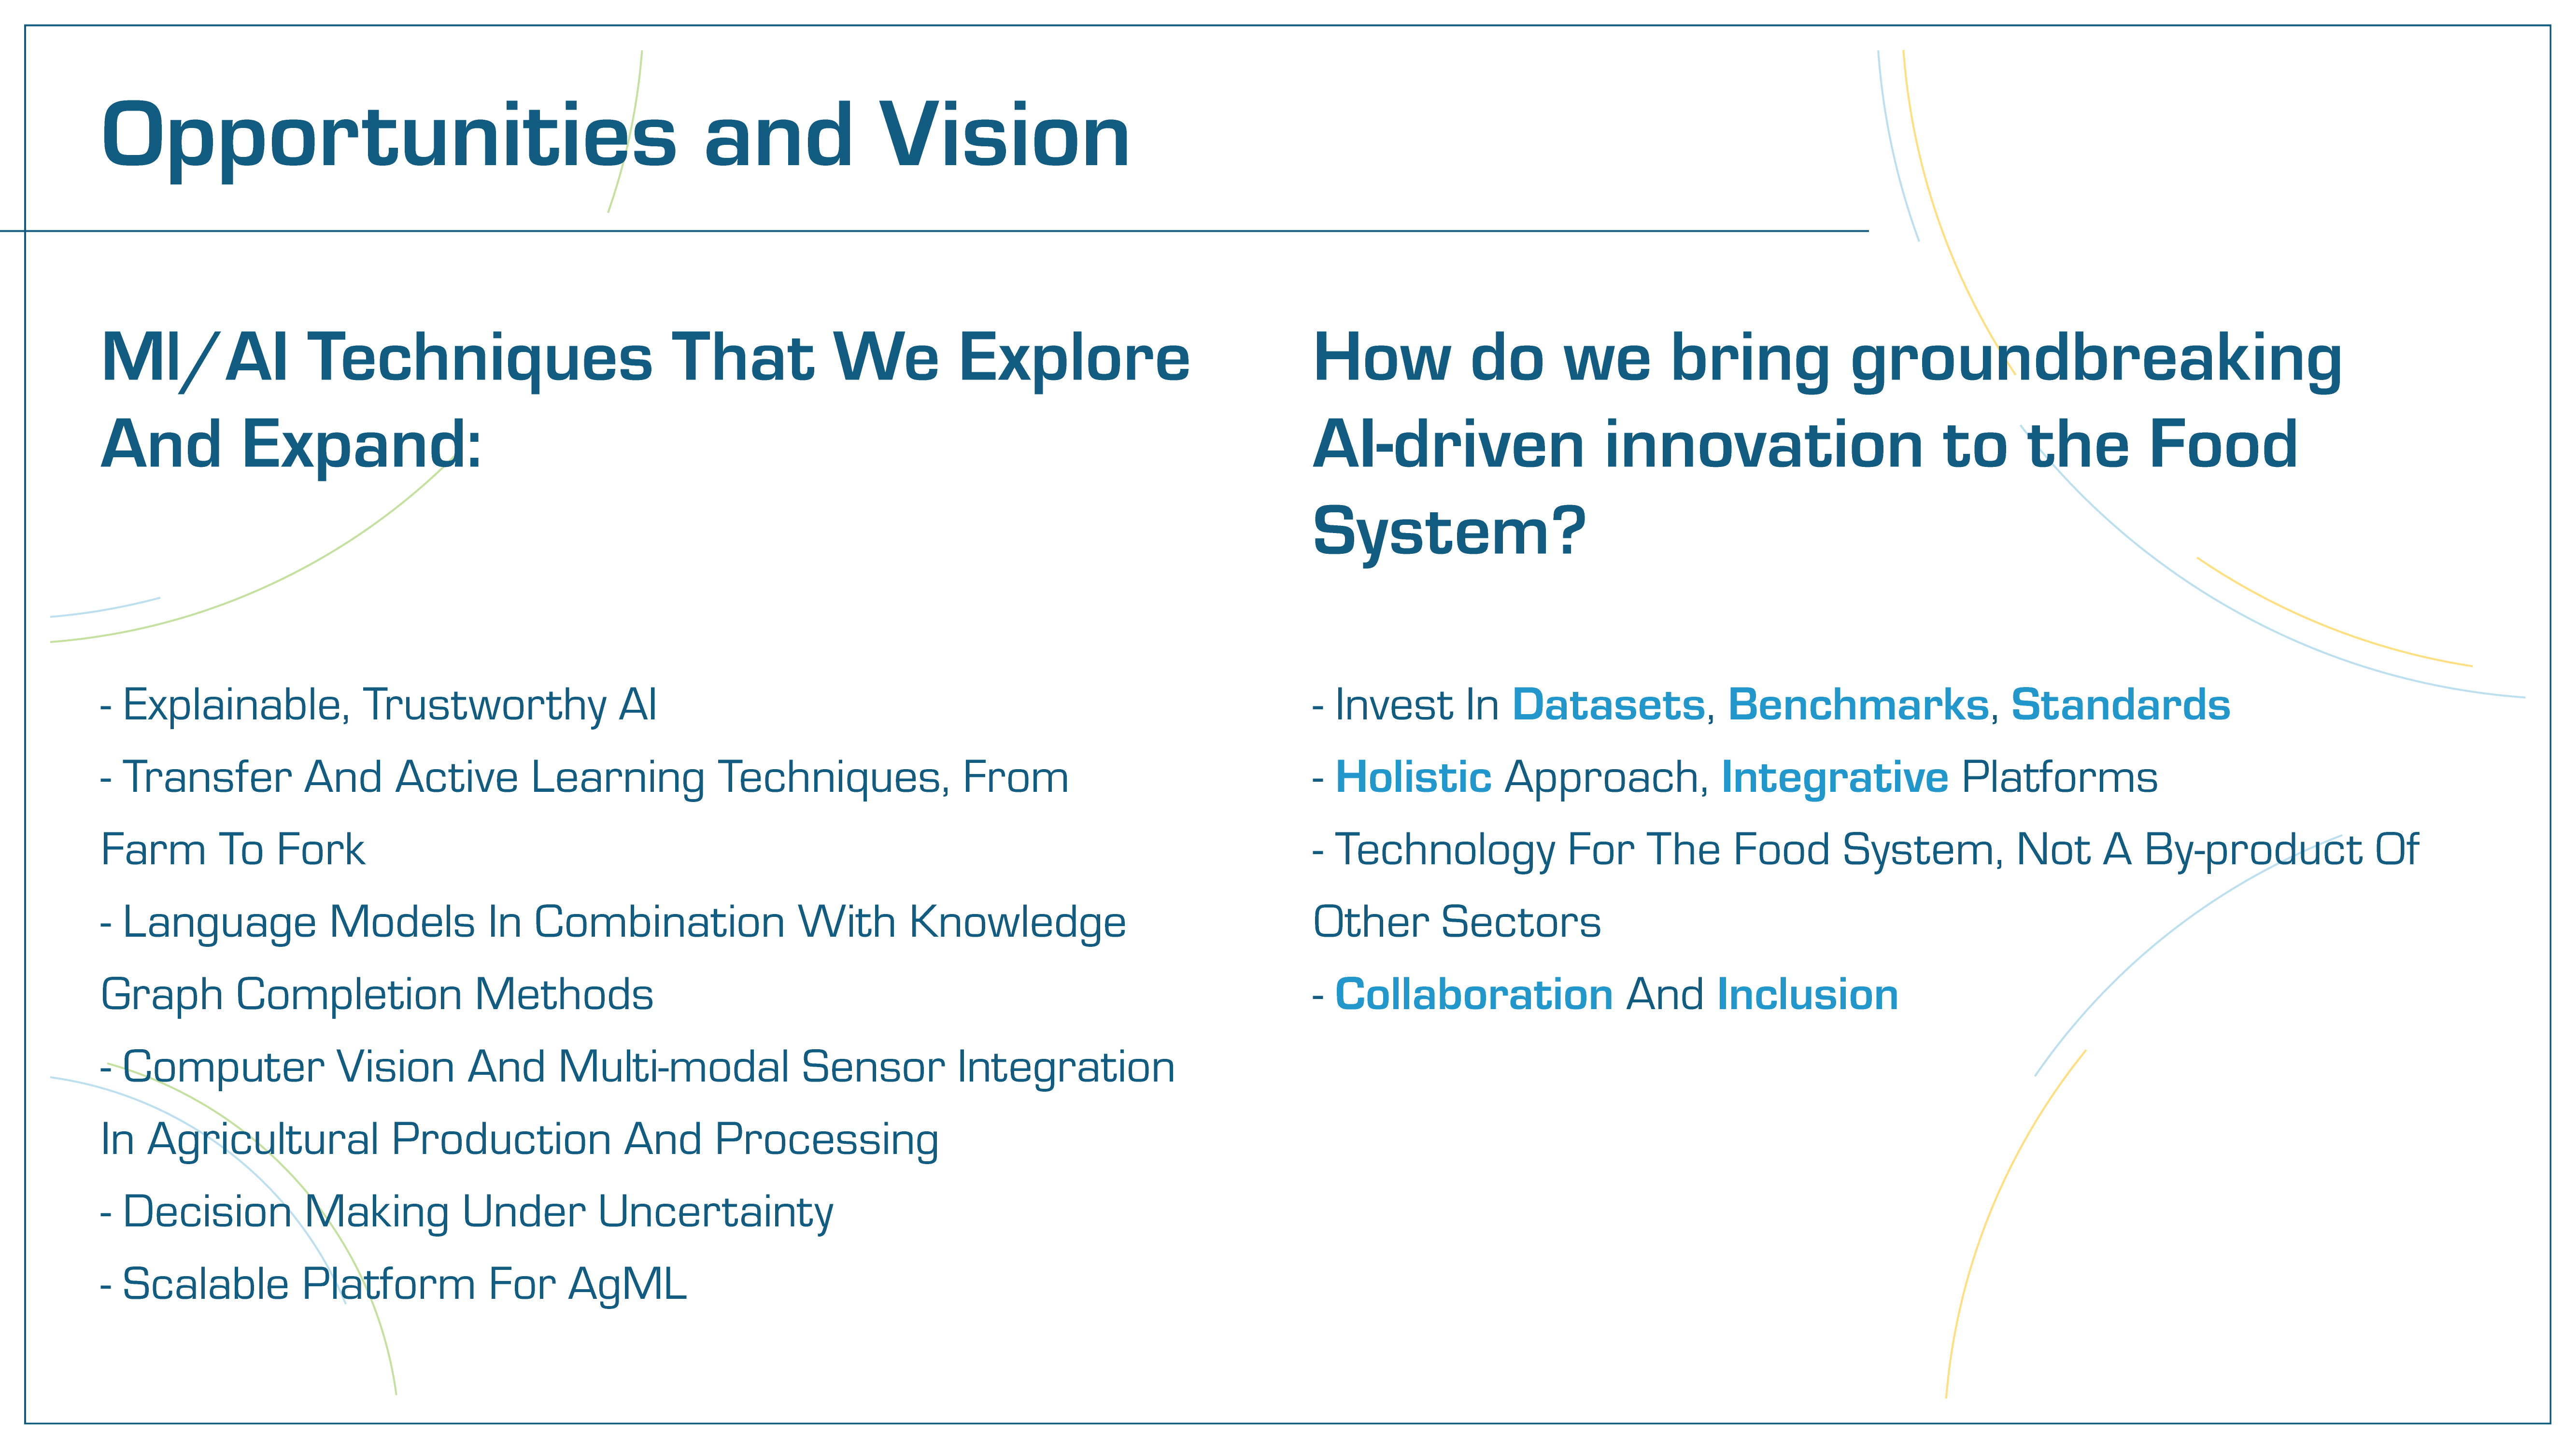 Opportunities and Vision
MI/AI Techniques That We Explore
And Expand:
- Explainable, Trustworthy AI
- Transfer And Active Learning Techniques, From
Farm To Fork
- Language Models In Combination With Knowledge
Graph Completion Methods
- Computer Vision And Multi-modal Sensor Integration
In Agricultural Production And Processing
- Decision Making Under Uncertainty
- Scalable Platform For AgML
How do we bring groundbreaking
AI-driven innovation to the Food
System?
- Invest In Datasets, Benchmarks, Standards
- Holistic Approach, Integrative Platforms
- Technology For The Food System, Not A By-product Of
Other Sectors
- Collaboration And Inclusion